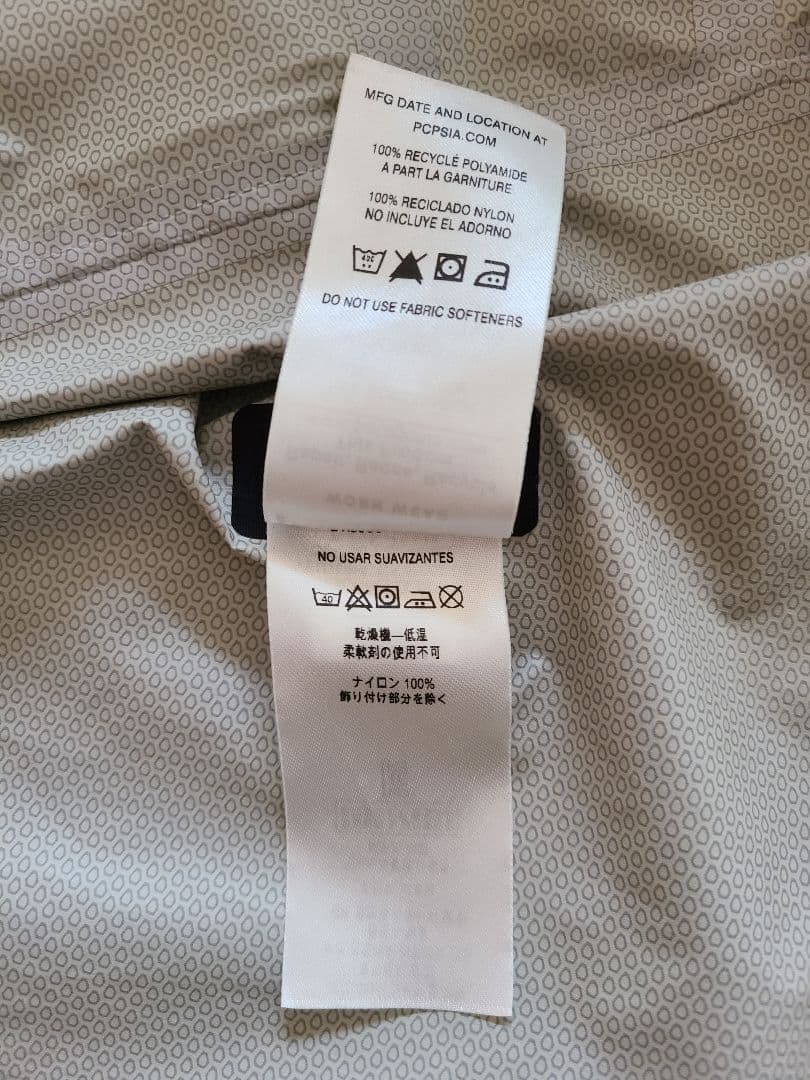 MFG DATE AND LOCATION AT
PCPSIA.COM
100% RECYCLÉ POLYAMIDE
A PART LA GARNITURE
100% RECICLADO NYLON
NO INCLUYE EL ADORNO
DO NOT USE FABRIC SOFTENERS
NO USAR SUAVIZANTES
40
乾燥機—低温
柔軟剤の使用不可
ナイロン 100%
飾り付け部分を除く